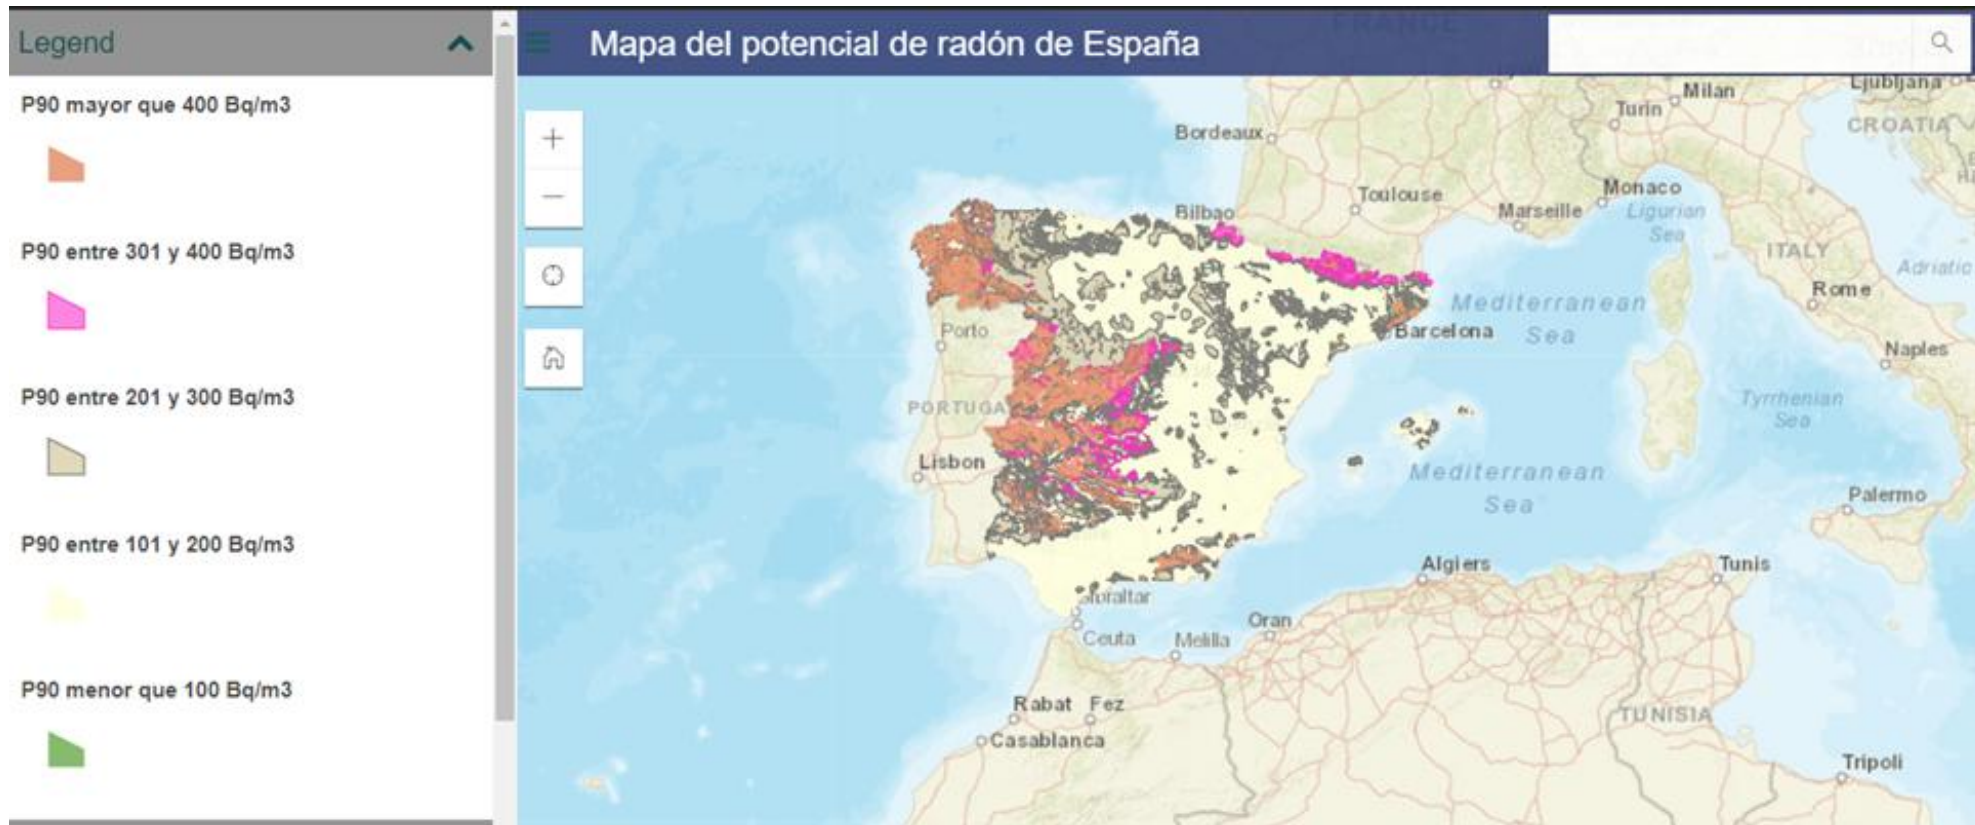 Legend
P90 mayor que 400 Bq/m3
P90 entre 301 y 400 Bq/m3
P90 entre 201 y 300 Bq/m3
P90 entre 101 y 200 Bq/m3
P90 menor que 100 Bq/m3
Mapa del potencial de radón de España
FRANCE
Ljubljana
Milan
Turin
CROATIA
Bordeaux
Toulouse
Monaco
Marseille
Ligurian
Sea
Bilbao
ITALY
Adriatic
Rome
Mediterranean
Sea
Porto
Barcelona
Naples
Tyrrhenian
Sea
PORTUGA
Lisbon
Mediterranean
Sea
Palermo
Algiers
Tunis
Gibraltar
Ceuta
Melilla
Oran
Rabat
Fez
Casablanca
TUNISIA
Tripoli